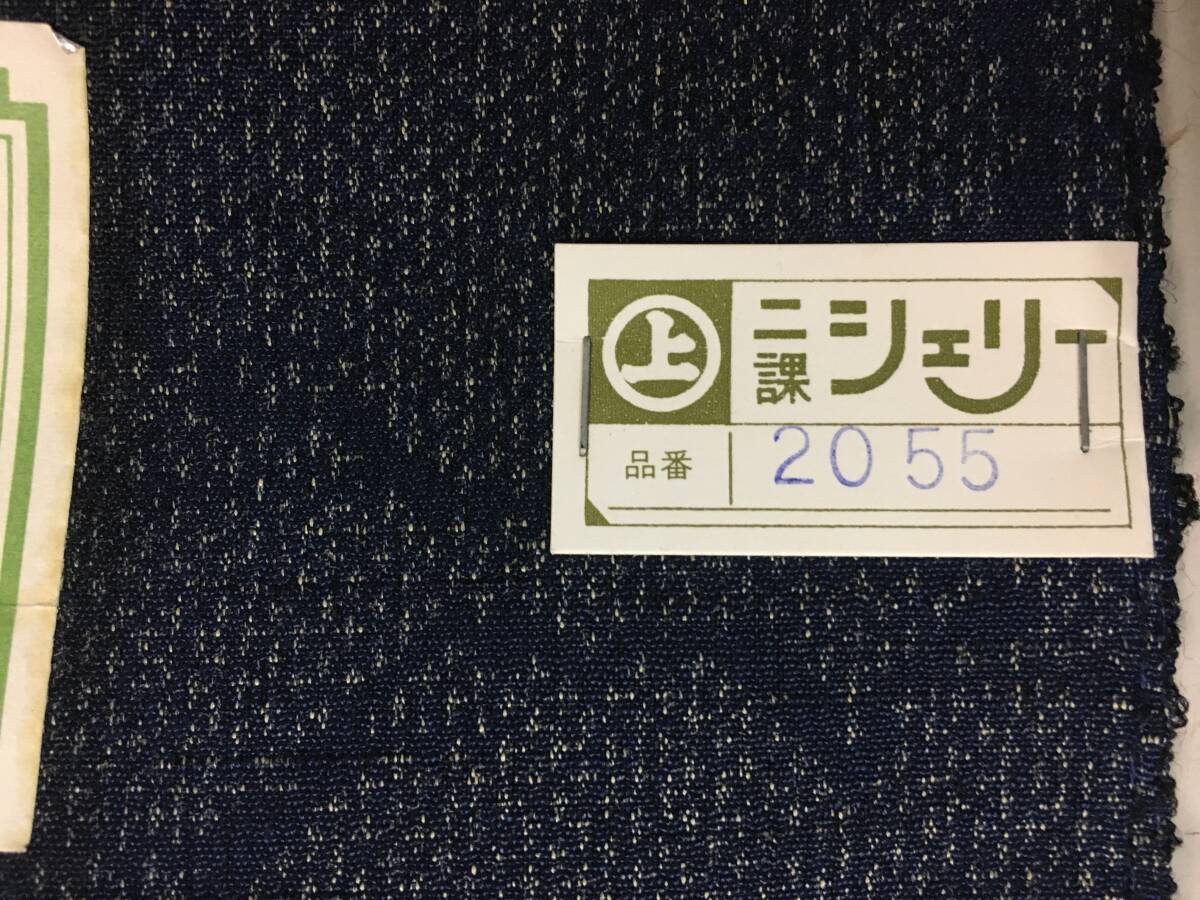 上 二課 シェリー
品番 2055